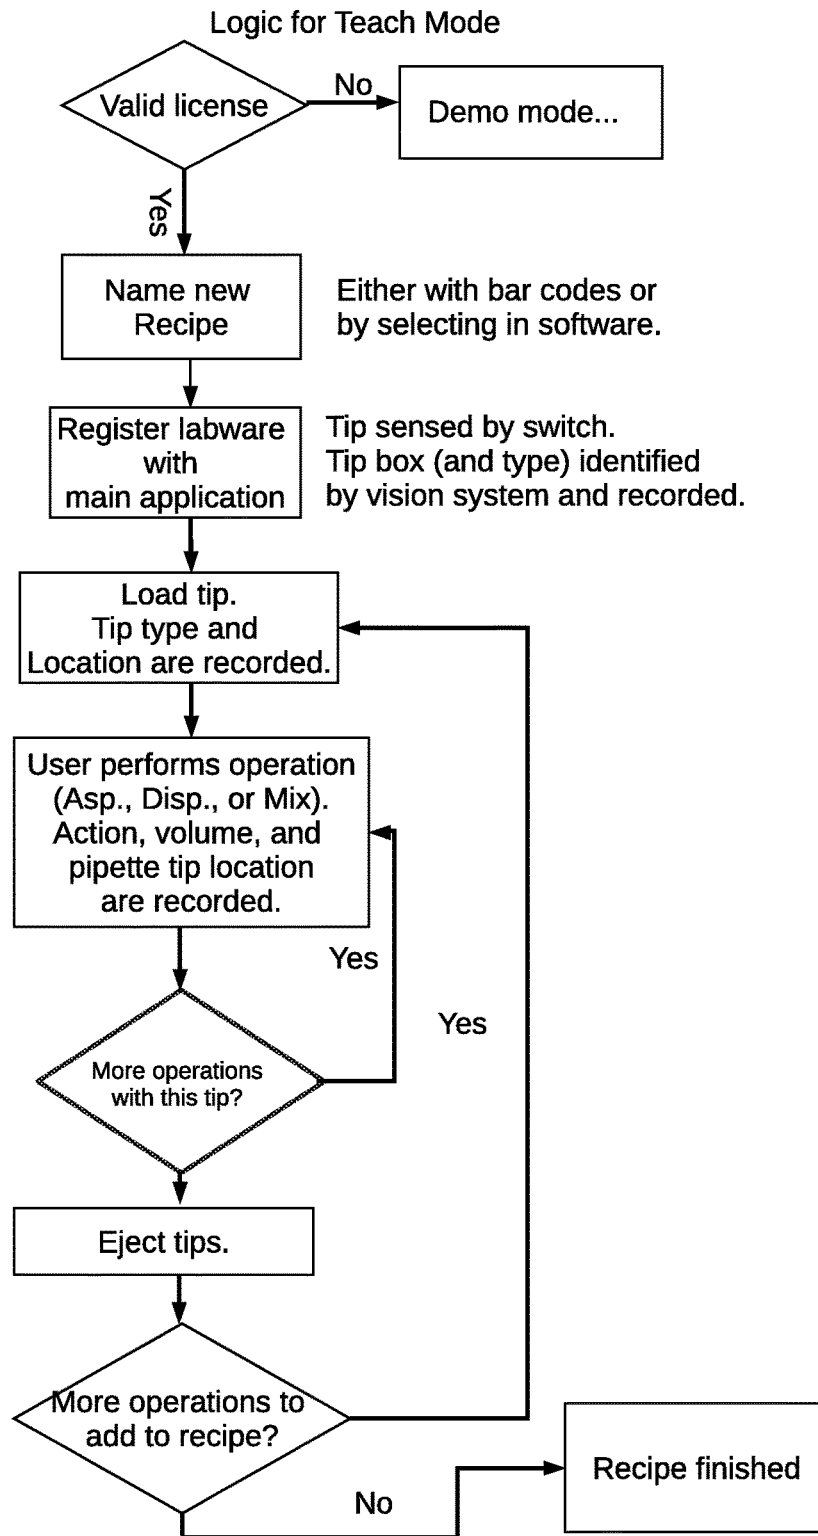 Logic for Teach Mode
Valid license
No
Demo mode...
Yes
Name new
Recipe
Either with bar codes or
by selecting in software.
Register labware
with
main application
Tip sensed by switch.
Tip box (and type) identified
by vision system and recorded.
Load tip.
Tip type and
Location are recorded.
User performs operation
(Asp., Disp., or Mix).
Action, volume, and
pipette tip location
are recorded.
Yes
Yes
More operations
with this tip?
Eject tips.
More operations to
add to recipe?
No
Recipe finished